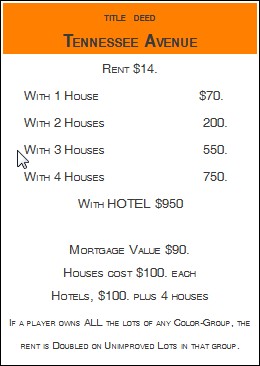 TITLE DEED
TENNESSEE AVENUE
RENT $14.
WITH 1 HOUSE $70.
WITH 2 HOUSES 200.
WITH 3 HOUSES 550.
WITH 4 HOUSES 750.
WITH HOTEL $950
MORTGAGE VALUE $90.
HOUSES COST $100. EACH
HOTELS, $100. PLUS 4 HOUSES
IF A PLAYER OWNS ALL THE LOTS OF ANY COLOR-GROUP, THE
RENT IS DOUBLED ON UNIMPROVED LOTS IN THAT GROUP.